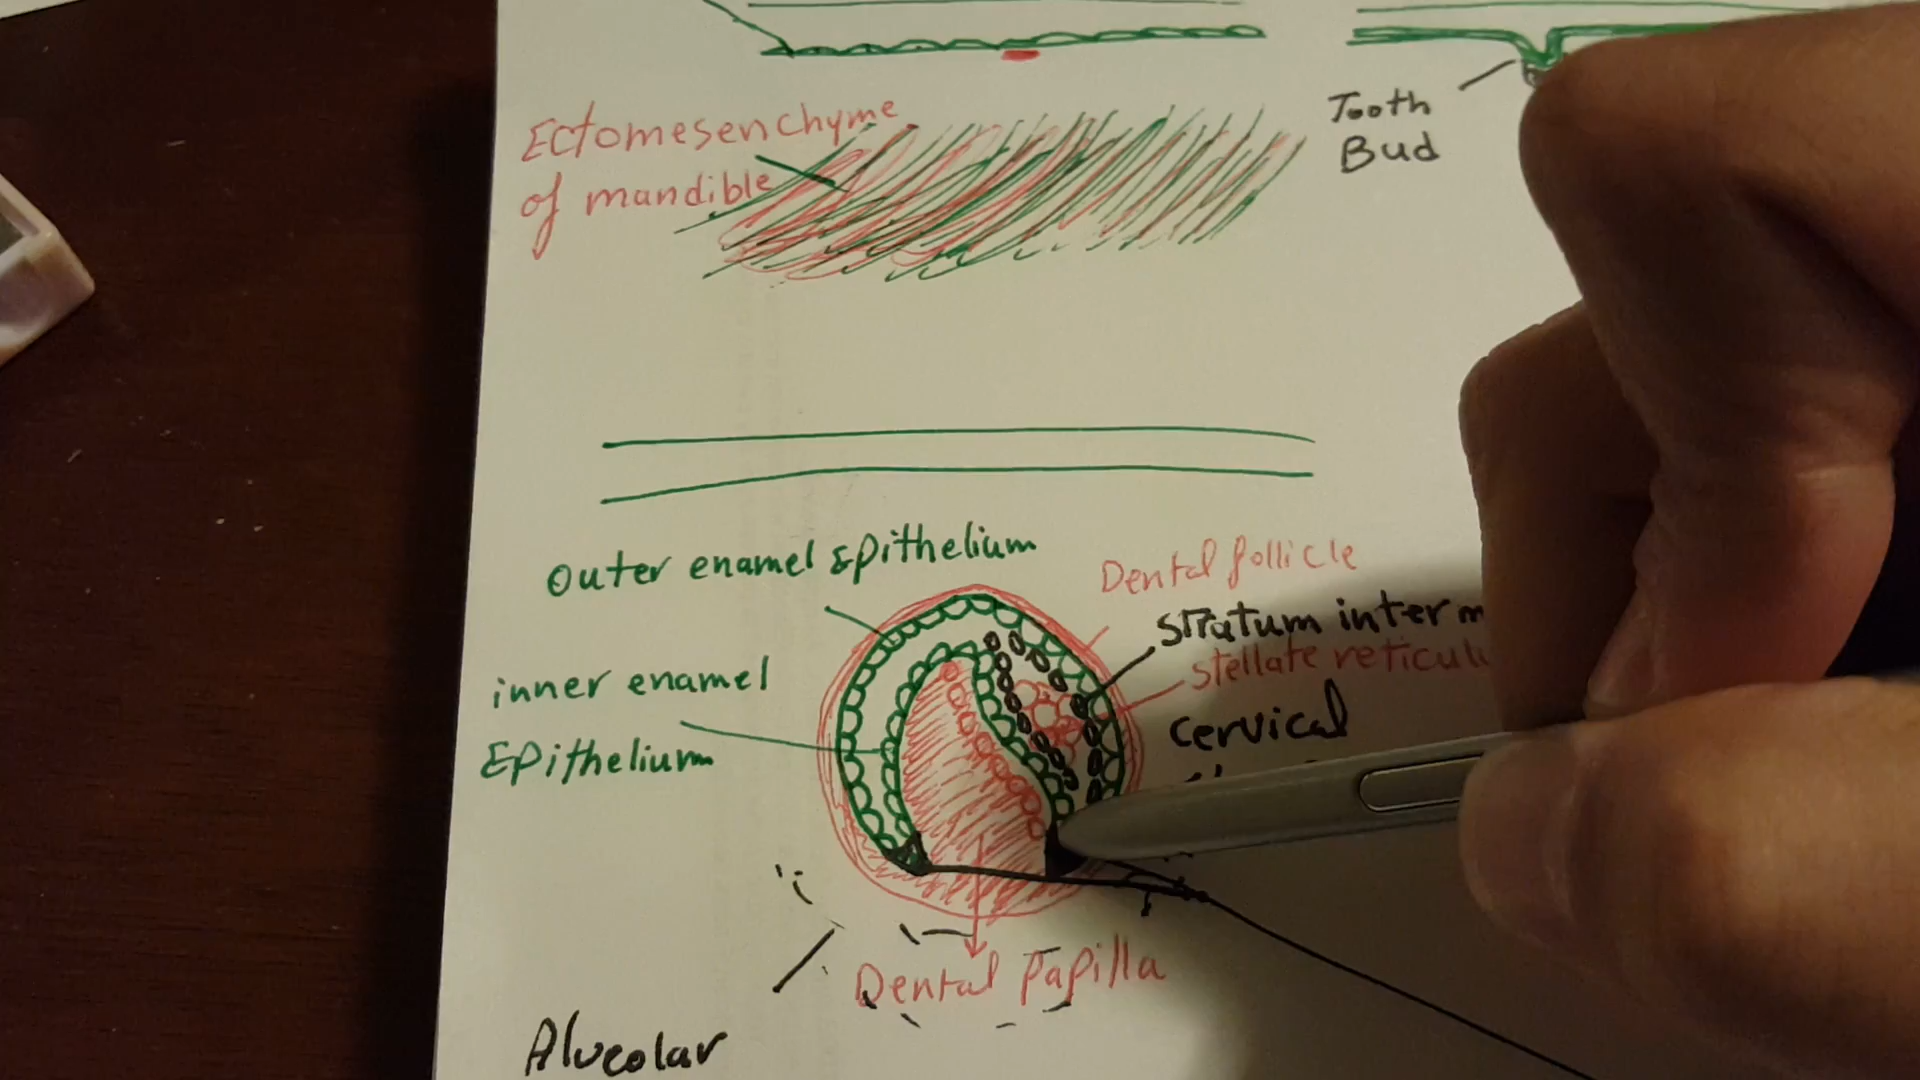 Ectomesenchyme
of mandible
Tooth
Bud
Outer enamel Epithelium
Dental follicle
Stratum interm
Stellate reticul
inner enamel
Epithelium
Cervical
Dental Papilla
Alveolar